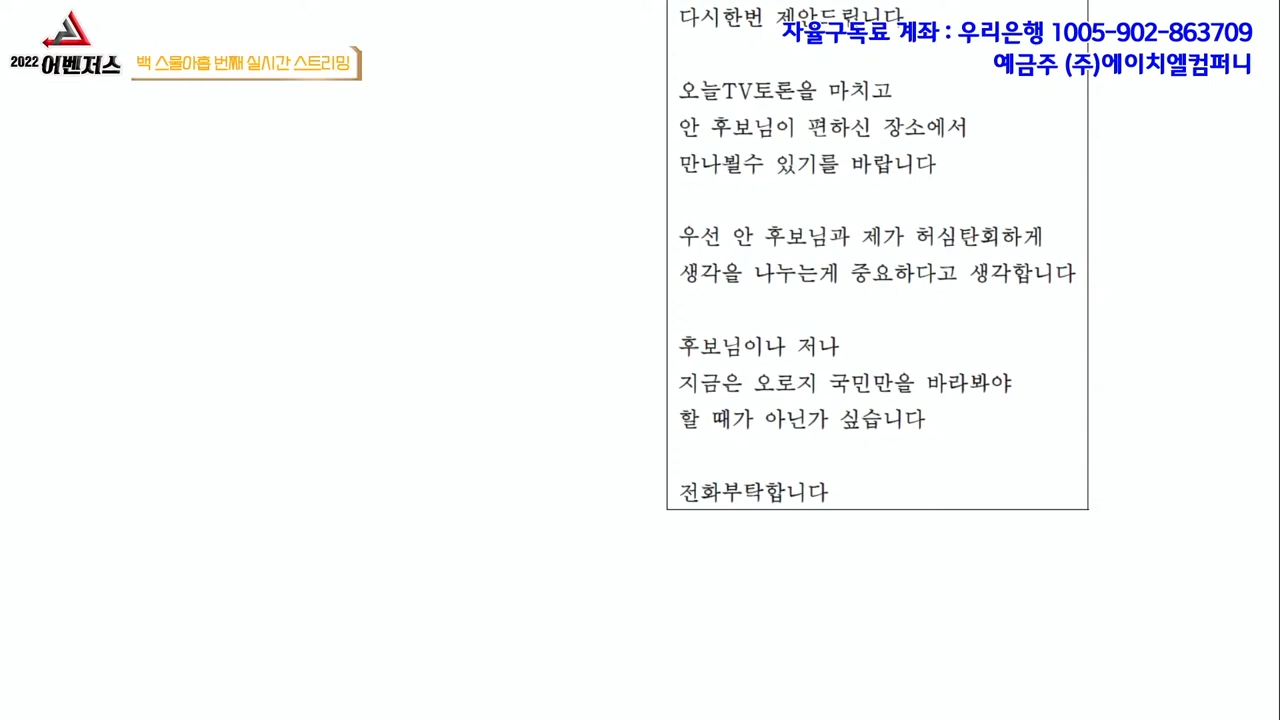 2022 어벤저스
백 스물아홉 번째 실시간 스트리밍
자율구독료 계좌 : 우리은행 1005-902-863709
예금주 (주)에이치엘컴퍼니
다시한번 제안드립니다
오늘TV토론을 마치고
안 후보님이 편하신 장소에서
만나뵐수 있기를 바랍니다
우선 안 후보님과 제가 허심탄회하게
생각을 나누는게 중요하다고 생각합니다
후보님이나 저나
지금은 오로지 국민만을 바라봐야
할 때가 아닌가 싶습니다
전화부탁합니다